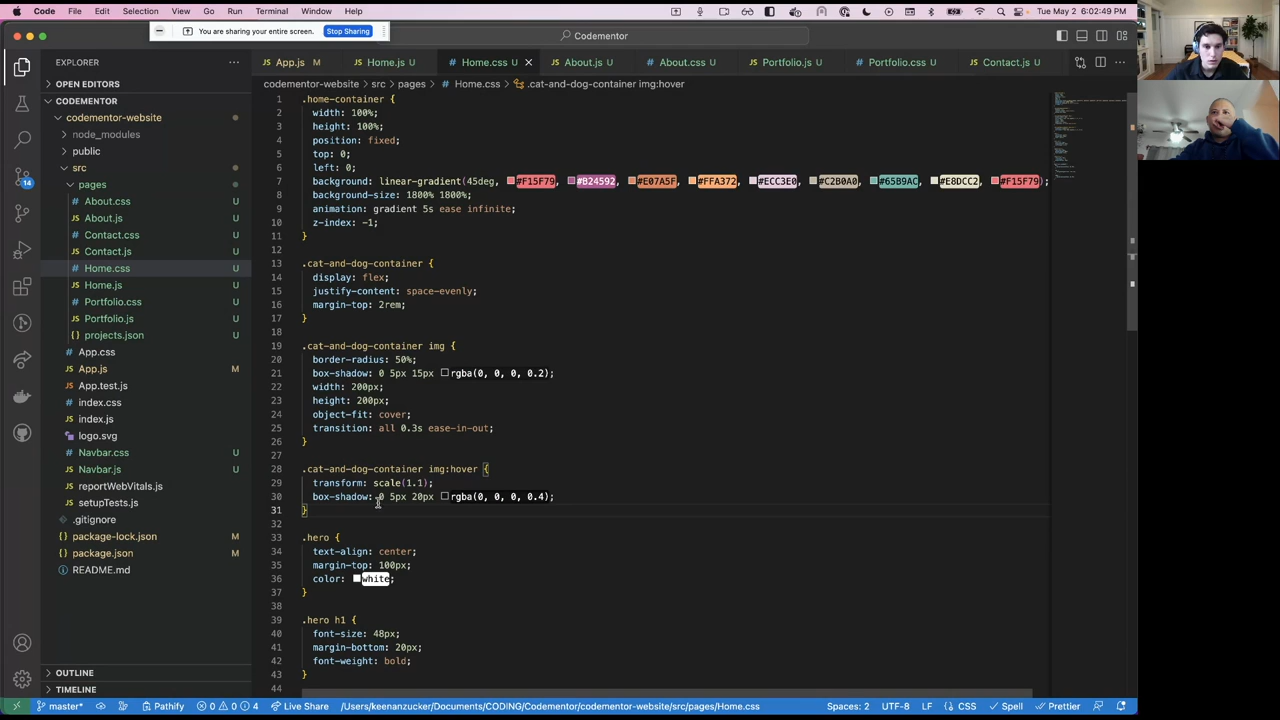 Code File Edit Selection View Go Run Terminal Window Help Tue May 2 6:02:49 PM
You are sharing your entire screen. Stop Sharing
Codementor
EXPLORER
App.js M Home.js U Home.css U About.js U About.css U Portfolio.js U Portfolio.css U Contact.js U
codementor-website > src > pages > Home.css > .cat-and-dog-container img:hover
OPEN EDITORS
CODEMENTOR
codementor-website
node_modules
public
src
pages
About.css U
About.js U
Contact.css U
Contact.js U
Home.css U
Home.js U
Portfolio.css U
Portfolio.js U
projects.json U
App.css
App.js M
App.test.js
index.css
index.js
logo.svg
Navbar.css U
Navbar.js U
reportWebVitals.js
setupTests.js
.gitignore
package-lock.json M
package.json M
README.md
OUTLINE
TIMELINE
14
1 .home-container {
2 width: 100%;
3 height: 100%;
4 position: fixed;
5 top: 0;
6 left: 0;
7 background: linear-gradient(45deg, #F15F79, #B24592, #E07A5F, #FFA372, #ECC3E0, #C2B0A0, #65B9AC, #E8DCC2, #F15F79);
8 background-size: 1800% 1800%;
9 animation: gradient 5s ease infinite;
10 z-index: -1;
11 }
12
13 .cat-and-dog-container {
14 display: flex;
15 justify-content: space-evenly;
16 margin-top: 2rem;
17 }
18
19 .cat-and-dog-container img {
20 border-radius: 50%;
21 box-shadow: 0 5px 15px rgba(0, 0, 0, 0.2);
22 width: 200px;
23 height: 200px;
24 object-fit: cover;
25 transition: all 0.3s ease-in-out;
26 }
27
28 .cat-and-dog-container img:hover {
29 transform: scale(1.1);
30 box-shadow: 0 5px 20px rgba(0, 0, 0, 0.4);
31 }
32
33 .hero {
34 text-align: center;
35 margin-top: 100px;
36 color: white;
37 }
38
39 .hero h1 {
40 font-size: 48px;
41 margin-bottom: 20px;
42 font-weight: bold;
43 }
44
master* Pathify 0 0 4 Live Share /Users/keenanzucker/Documents/CODING/Codementor/codementor-website/src/pages/Home.css Spaces: 2 UTF-8 LF CSS Spell Prettier